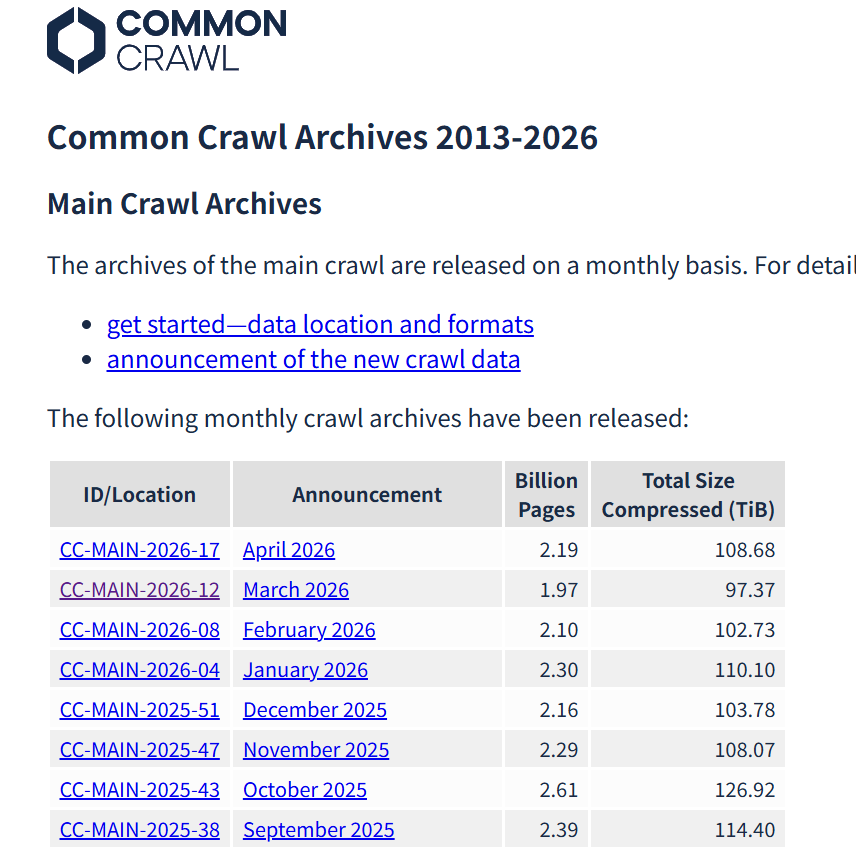 COMMON
CRAWL
Common Crawl Archives 2013-2026
Main Crawl Archives
The archives of the main crawl are released on a monthly basis. For detail
get started—data location and formats
announcement of the new crawl data
The following monthly crawl archives have been released:
ID/Location Announcement Billion Pages Total Size Compressed (TiB)
CC-MAIN-2026-17 April 2026 2.19 108.68
CC-MAIN-2026-12 March 2026 1.97 97.37
CC-MAIN-2026-08 February 2026 2.10 102.73
CC-MAIN-2026-04 January 2026 2.30 110.10
CC-MAIN-2025-51 December 2025 2.16 103.78
CC-MAIN-2025-47 November 2025 2.29 108.07
CC-MAIN-2025-43 October 2025 2.61 126.92
CC-MAIN-2025-38 September 2025 2.39 114.40